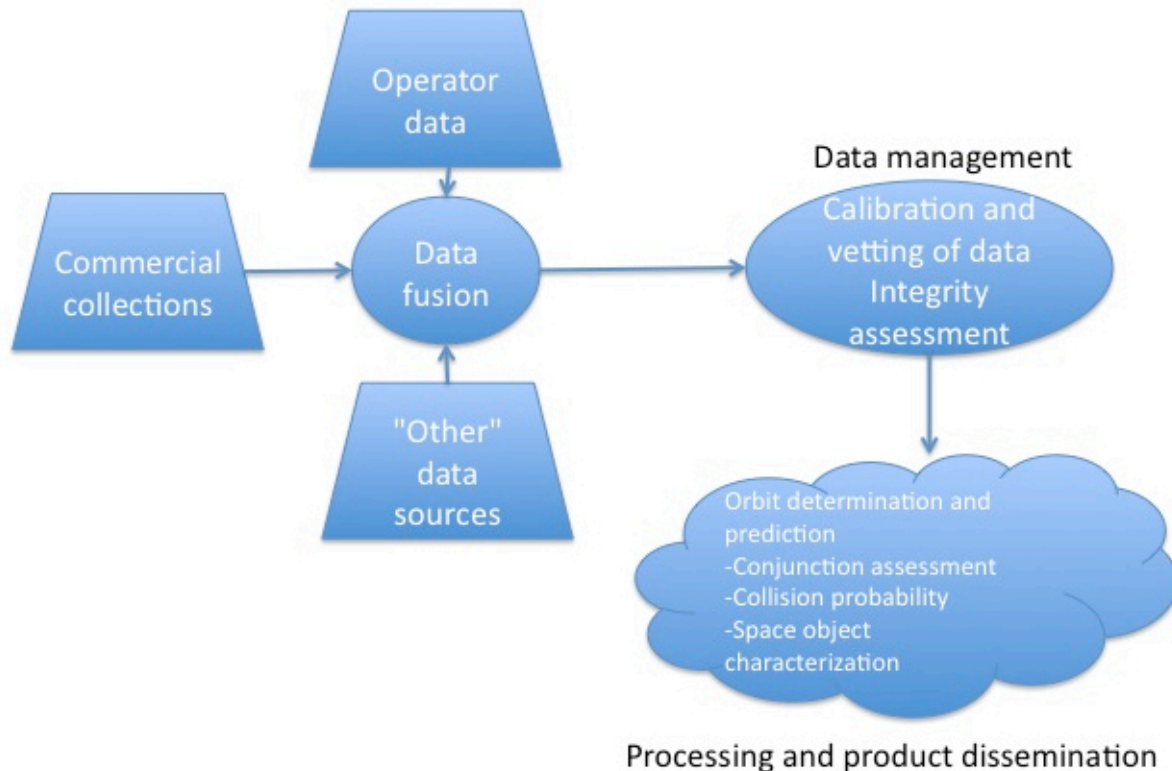 Operator
data
Commercial
collections
Data
fusion
"Other"
data
sources
Data management
Calibration and
vetting of data
Integrity
assessment
Orbit determination and
prediction
-Conjunction assessment
-Collision probability
-Space object
characterization
Processing and product dissemination